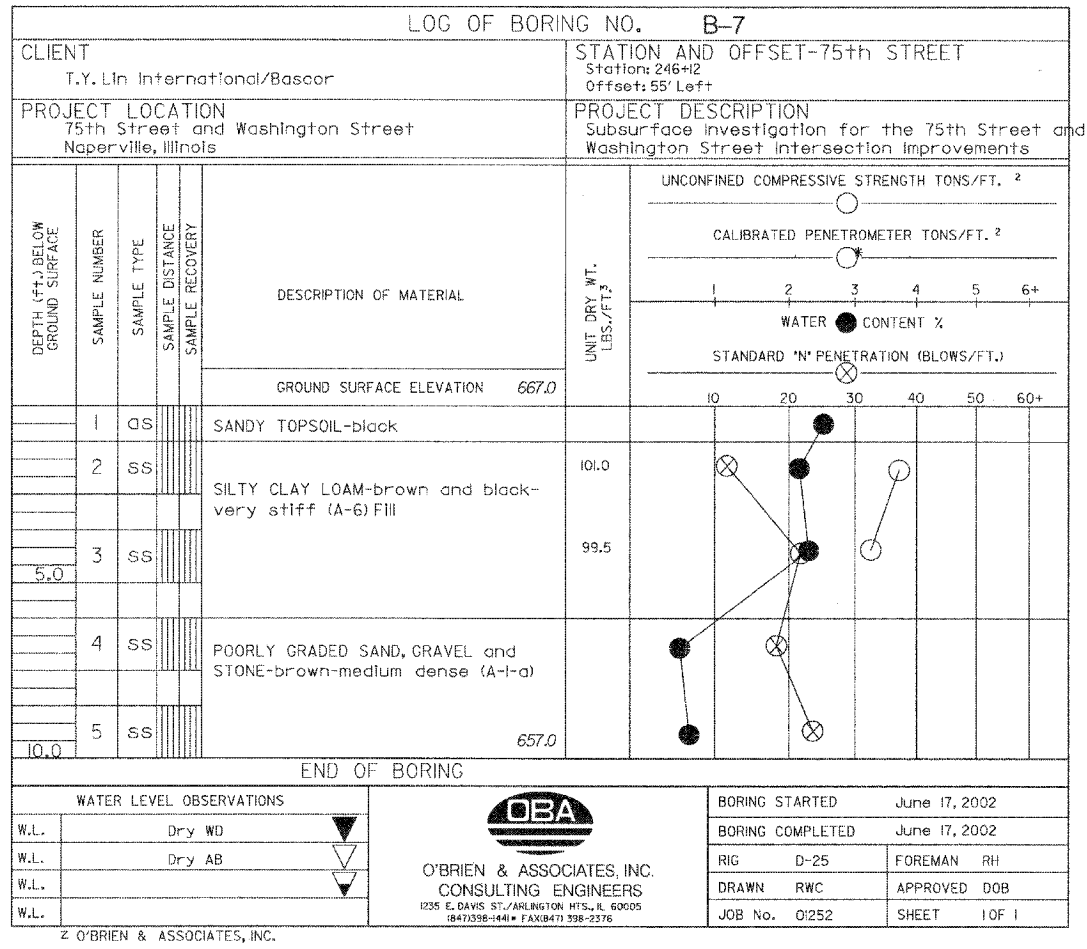 LOG OF BORING NO. B-7
CLIENT
T.Y. Lin International/Bascor
STATION AND OFFSET-75th STREET
Station: 246+12
Offset: 55' Left
PROJECT LOCATION
75th Street and Washington Street
Naperville, Illinois
PROJECT DESCRIPTION
Subsurface Investigation for the 75th Street and
Washington Street Intersection Improvements
DEPTH (ft.) BELOW
GROUND SURFACE
SAMPLE NUMBER
SAMPLE TYPE
SAMPLE DISTANCE
SAMPLE RECOVERY
DESCRIPTION OF MATERIAL
GROUND SURFACE ELEVATION 667.0
UNIT DRY WT.
LBS./FT.³
UNCONFINED COMPRESSIVE STRENGTH TONS/FT. ²
CALIBRATED PENETROMETER TONS/FT. ²
*
1 2 3 4 5 6+
WATER CONTENT %
STANDARD "N" PENETRATION (BLOWS/FT.)
10 20 30 40 50 60+
1 as SANDY TOPSOIL-black
2 ss 101.0
SILTY CLAY LOAM-brown and black-
very stiff (A-6) Fill
3 ss 99.5
5.0
4 ss
POORLY GRADED SAND, GRAVEL and
STONE-brown-medium dense (A-1-a)
5 ss
10.0
657.0
END OF BORING
WATER LEVEL OBSERVATIONS
W.L. Dry WD
W.L. Dry AB
W.L.
W.L.
OBA
O'BRIEN & ASSOCIATES, INC.
CONSULTING ENGINEERS
1235 E. DAVIS ST./ARLINGTON HTS., IL 60005
(847)398-1441 • FAX(847) 398-2376
BORING STARTED June 17, 2002
BORING COMPLETED June 17, 2002
RIG D-25 FOREMAN RH
DRAWN RWC APPROVED DOB
JOB No. 01252 SHEET 1 OF 1
O'BRIEN & ASSOCIATES, INC.